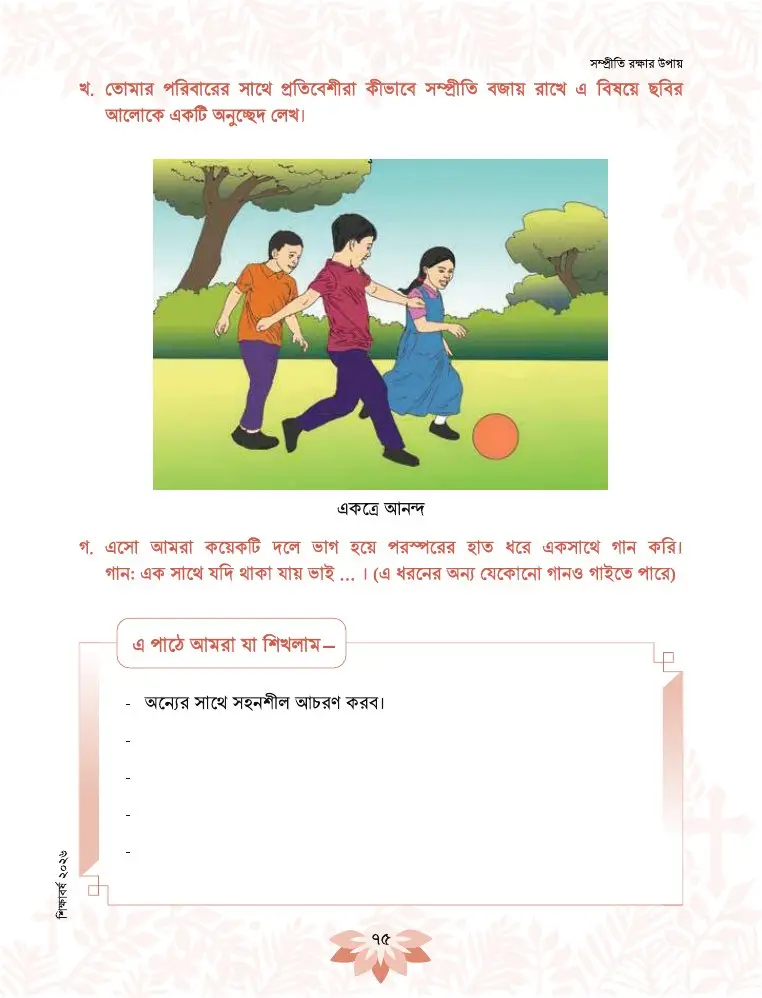 সম্প্রীতি রক্ষার উপায়
খ. তোমার পরিবারের সাথে প্রতিবেশীরা কীভাবে সম্প্রীতি বজায় রাখে এ বিষয়ে ছবির
আলোকে একটি অনুচ্ছেদ লেখ।
একত্রে আনন্দ
গ. এসো আমরা কয়েকটি দলে ভাগ হয়ে পরস্পরের হাত ধরে একসাথে গান করি।
গান: এক সাথে যদি থাকা যায় ভাই ... । (এ ধরনের অন্য যেকোনো গানও গাইতে পারে)
এ পাঠে আমরা যা শিখলাম–
- অন্যের সাথে সহনশীল আচরণ করব।
-
-
-
-
শিক্ষাবর্ষ ২০২৬
৭৫